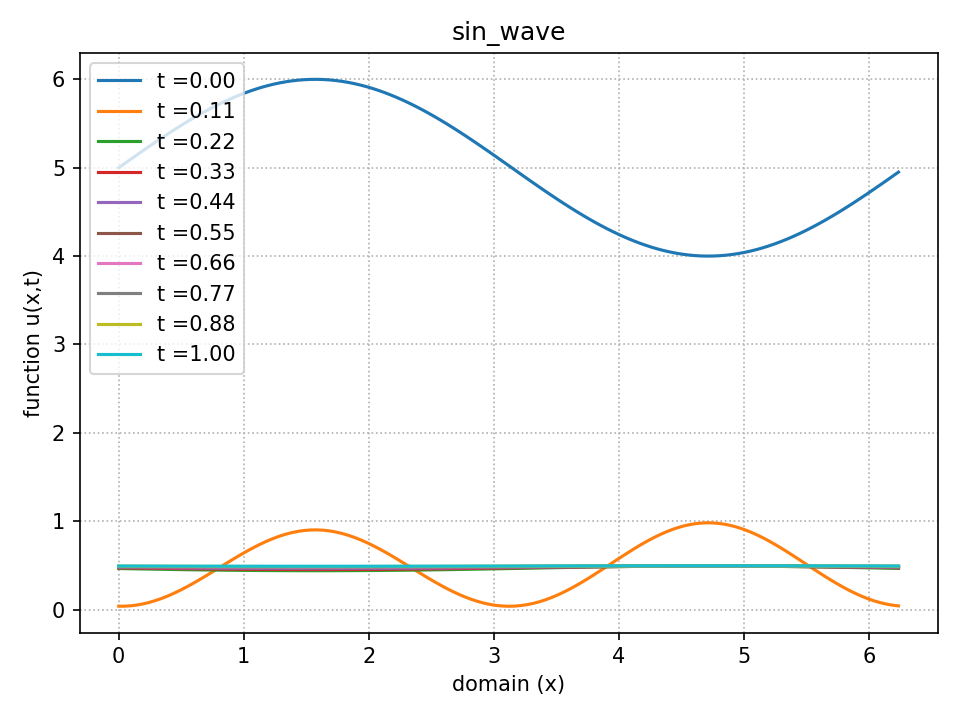 sin_wave
function u(x,t)
6
5
4
3
2
1
0
t =0.00
t =0.11
t =0.22
t =0.33
t =0.44
t =0.55
t =0.66
t =0.77
t =0.88
t =1.00
0 1 2 3 4 5 6
domain (x)